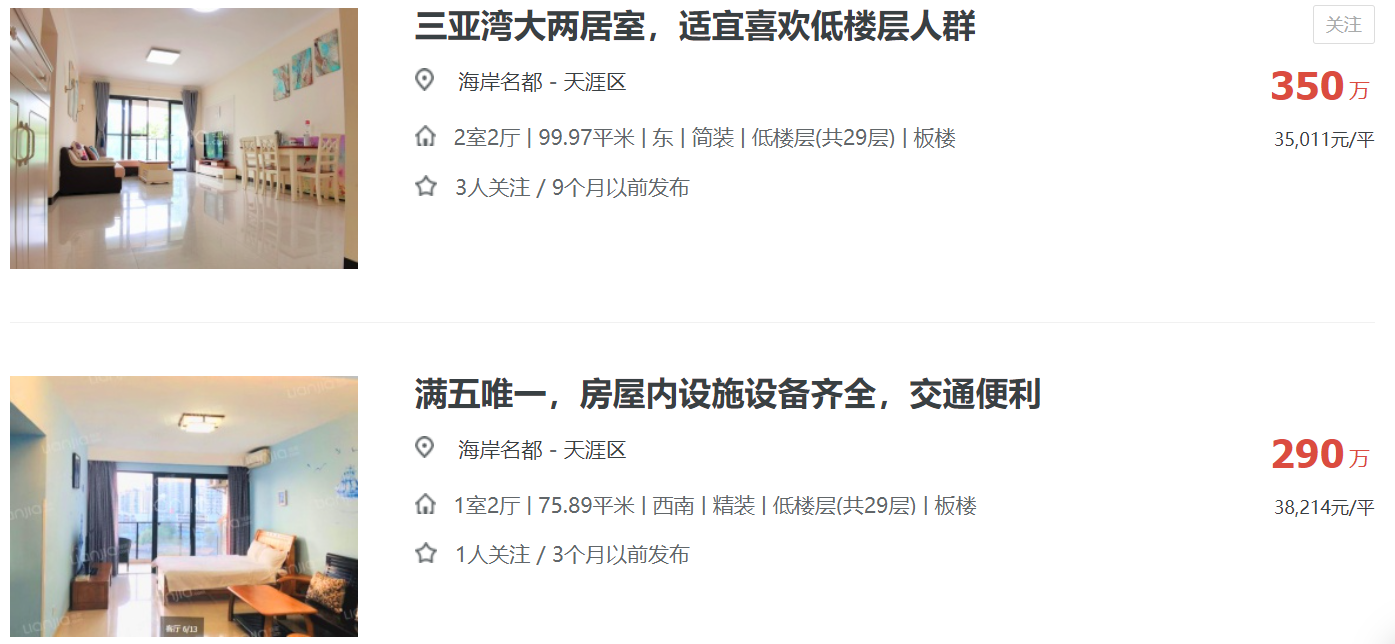 三亚湾大两居室，适宜喜欢低楼层人群
关注
海岸名都 - 天涯区
350万
2室2厅 | 99.97平米 | 东 | 简装 | 低楼层(共29层) | 板楼
35,011元/平
3人关注 / 9个月以前发布
满五唯一，房屋内设施设备齐全，交通便利
海岸名都 - 天涯区
290万
1室2厅 | 75.89平米 | 西南 | 精装 | 低楼层(共29层) | 板楼
38,214元/平
1人关注 / 3个月以前发布
客厅 6/13